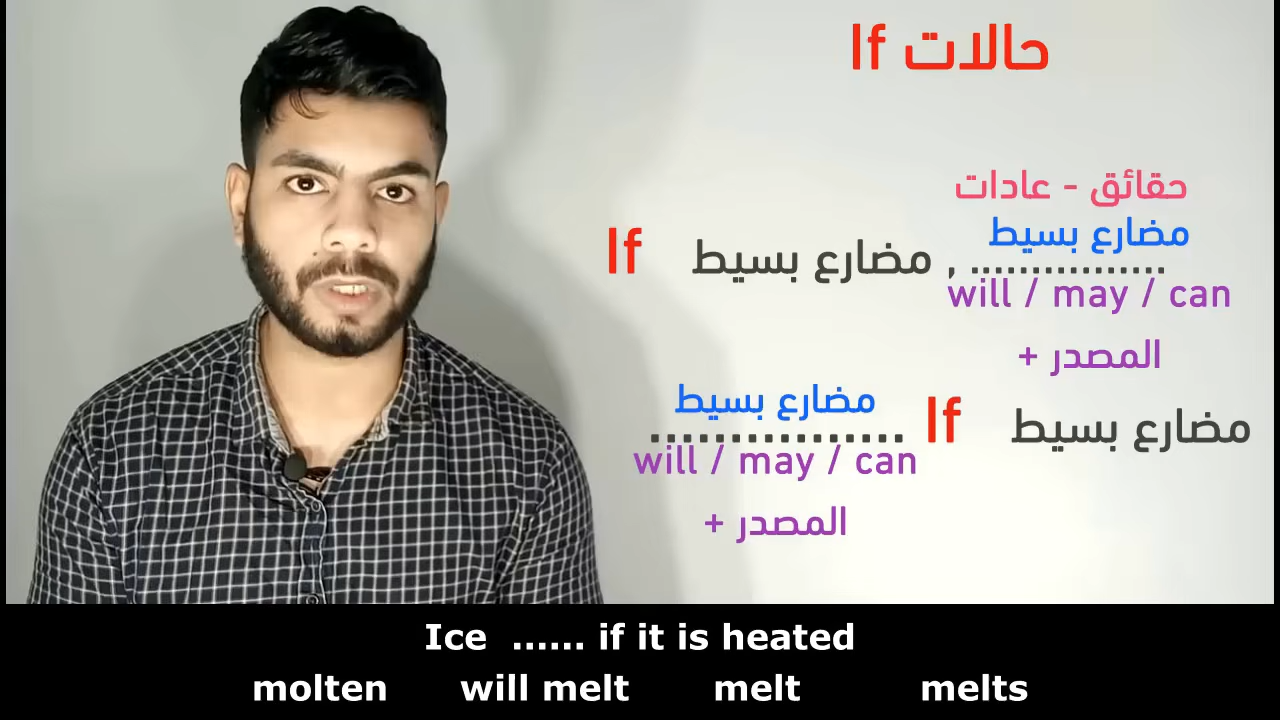 حالات If
حقائق - عادات
مضارع بسيط
If مضارع بسيط , ................
will / may / can
+ المصدر
مضارع بسيط
................ If مضارع بسيط
will / may / can
+ المصدر
Ice ...... if it is heated
molten will melt melt melts